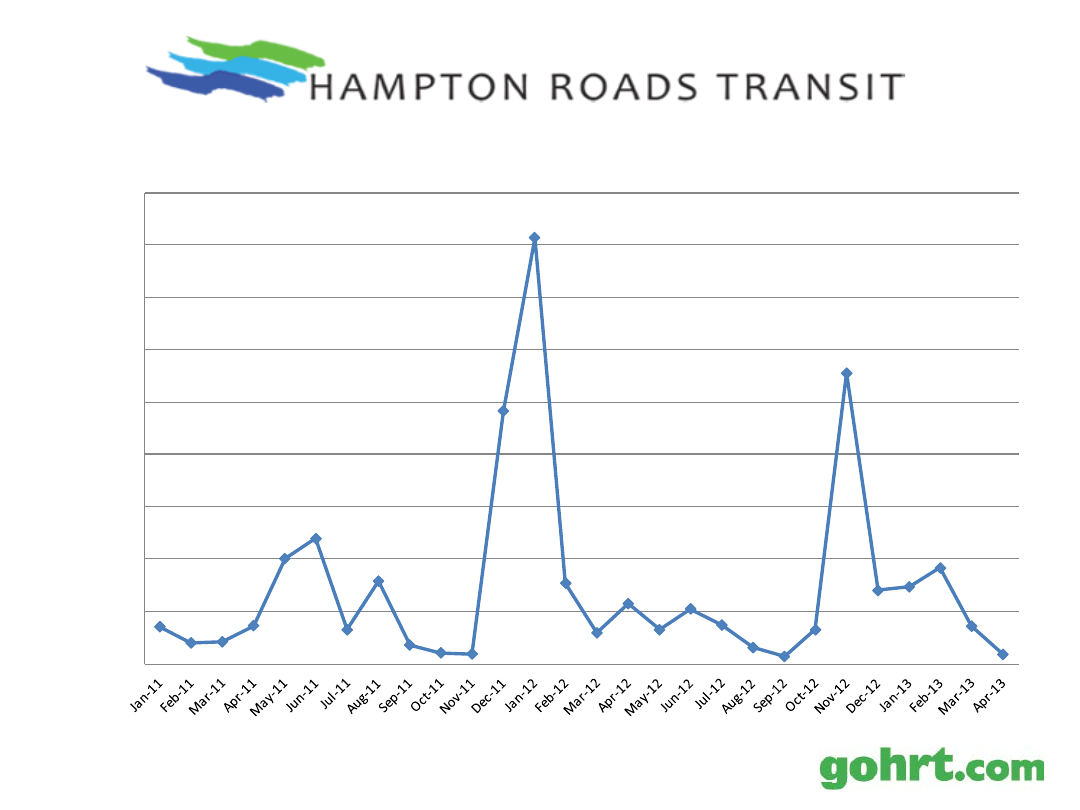 HAMPTON ROADS TRANSIT
Jan-11 Feb-11 Mar-11 Apr-11 May-11 Jun-11 Jul-11 Aug-11 Sep-11 Oct-11 Nov-11 Dec-11 Jan-12 Feb-12 Mar-12 Apr-12 May-12 Jun-12 Jul-12 Aug-12 Sep-12 Oct-12 Nov-12 Dec-12 Jan-13 Feb-13 Mar-13 Apr-13
gohrt.com